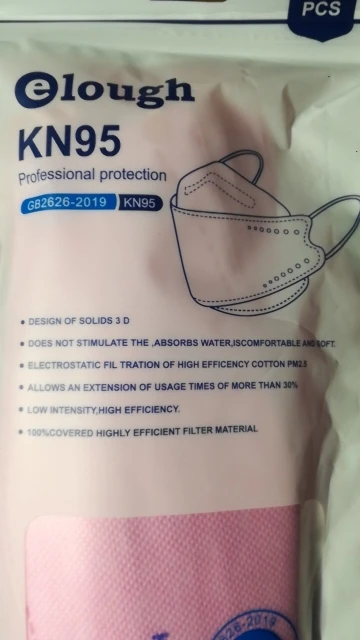 PCS
elough
KN95
Professional protection
GB2626-2019 KN95
• DESIGN OF SOLIDS 3 D
• DOES NOT STIMULATE THE ,ABSORBS WATER,ISCOMFORTABLE AND SOFT.
• ELECTROSTATIC FIL TRATION OF HIGH EFFICENCY COTTON PM2.5
• ALLOWS AN EXTENSION OF USAGE TIMES OF MORE THAN 30%
• LOW INTENSITY,HIGH EFFICIENCY.
• 100%COVERED HIGHLY EFFICIENT FILTER MATERIAL
626-2019